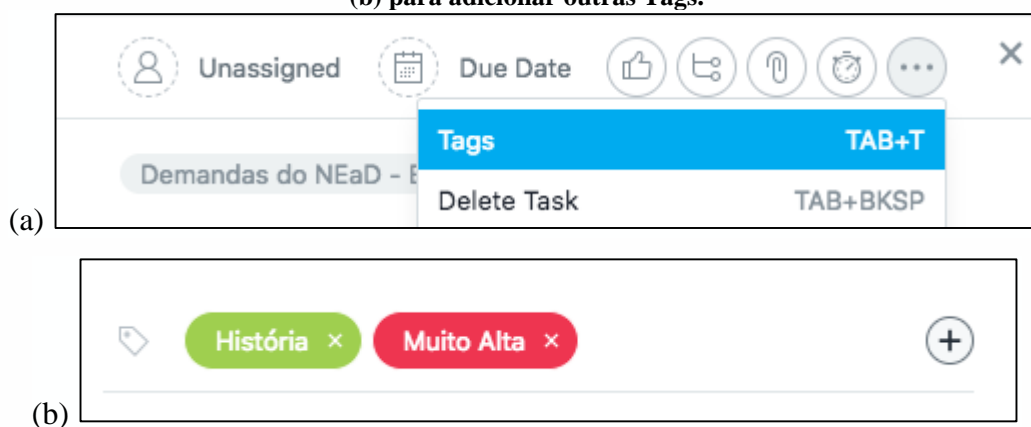 (b) para adicionar outras Tags.
Unassigned Due Date
Tags TAB+T
Demandas do NEaD - E
Delete Task TAB+BKSP
(a)
História × Muito Alta ×
(b)